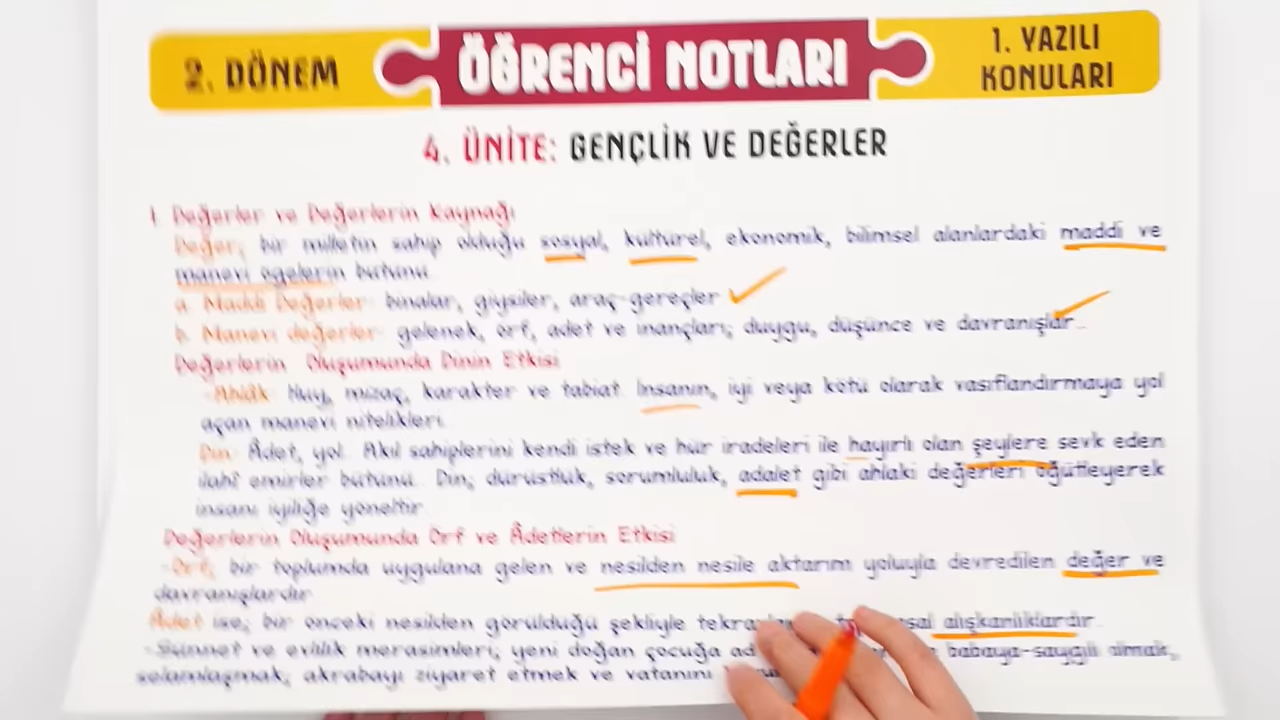 2. DÖNEM
ÖĞRENCİ NOTLARI
1. YAZILI
KONULARI
4. ÜNİTE: GENÇLİK VE DEĞERLER
1. Değerler ve Değerlerin Kaynağı
Değer; bir milletin sahip olduğu sosyal, kültürel, ekonomik, bilimsel alanlardaki maddi ve
manevi ögelerin bütünü.
a. Maddi Değerler: binalar, giysiler, araç-gereçler
b. Manevi değerler: gelenek, örf, adet ve inançları; duygu, düşünce ve davranışlar...
Değerlerin Oluşumunda Dinin Etkisi
-Ahlâk: Huy, mizaç, karakter ve tabiat. İnsanın, iyi veya kötü olarak vasıflandırmaya yol
açan manevi nitelikleri.
Din: Âdet, yol. Akıl sahiplerini kendi istek ve hür iradeleri ile hayırlı olan şeylere sevk eden
ilahî emirler bütünü. Din; dürüstlük, sorumluluk, adalet gibi ahlaki değerleri öğütleyerek
insanı iyiliğe yöneltir.
Değerlerin Oluşumunda Örf ve Âdetlerin Etkisi
-Örf; bir toplumda uygulana gelen ve nesilden nesile aktarım yoluyla devredilen değer ve
davranışlardır.
Âdet ise; bir önceki nesilden görüldüğü şekliyle alışkanlıklardır.
-Sünnet ve evlilik merasimleri, yeni doğan çocuğa babaya-saygılı olmak,
selamlaşmak, akrabayı ziyaret etmek ve vatanını